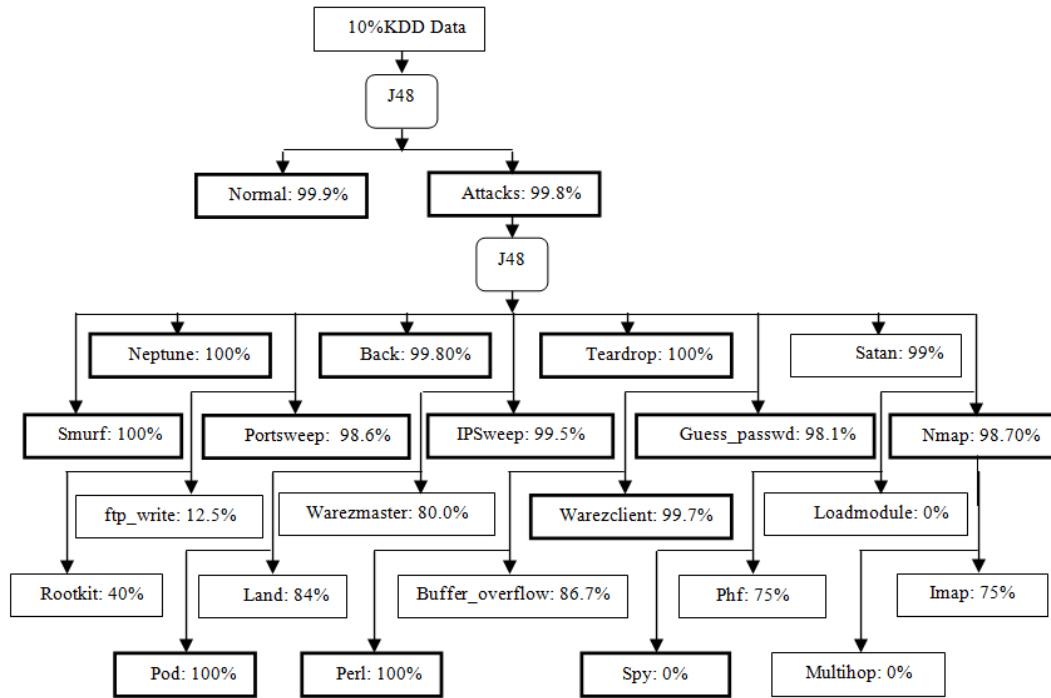 10%KDD Data
J48
Normal: 99.9%
Attacks: 99.8%
J48
Neptune: 100%
Back: 99.80%
Teardrop: 100%
Satan: 99%
Smurf: 100%
Portsweep: 98.6%
IPSweep: 99.5%
Guess_passwd: 98.1%
Nmap: 98.70%
ftp_write: 12.5%
Warezmaster: 80.0%
Warezclient: 99.7%
Loadmodule: 0%
Rootkit: 40%
Land: 84%
Buffer_overflow: 86.7%
Phf: 75%
Imap: 75%
Pod: 100%
Perl: 100%
Spy: 0%
Multihop: 0%